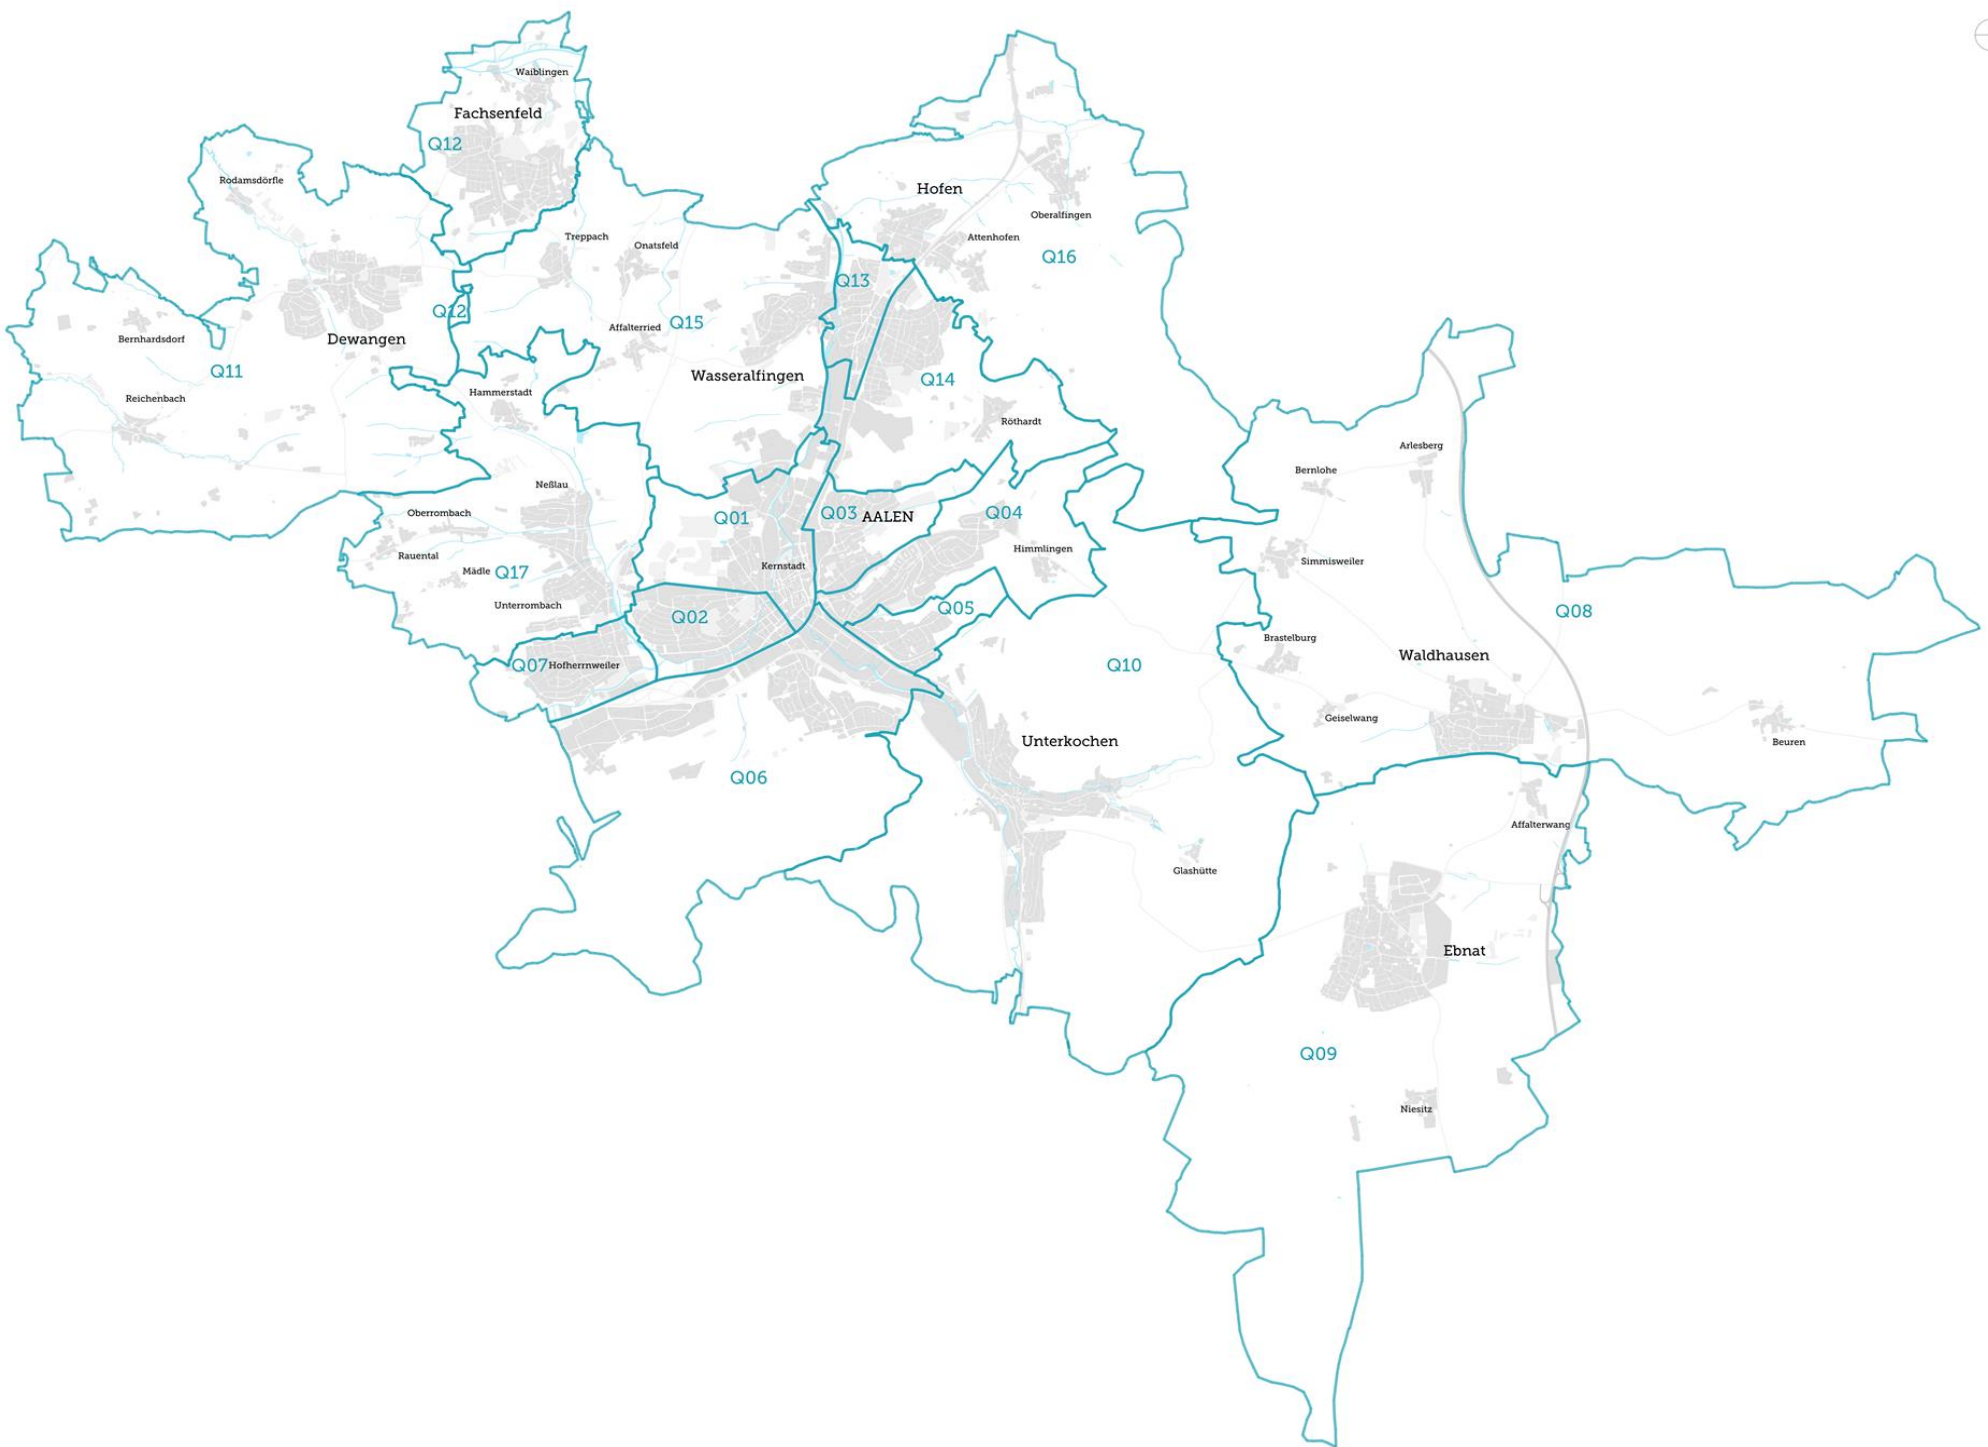 Waiblingen
Fachsenfeld
Q12
Rodamsdörfle
Hofen
Oberalfingen
Treppach
Onatsfeld
Attenhofen
Q16
Q13
Q12
Q15
Affalterried
Bernhardsdorf
Dewangen
Q11
Wasseralfingen
Q14
Hammerstadt
Reichenbach
Röthardt
Arlesberg
Bernlohe
Neßlau
Oberrombach
Q01
Q03
AALEN
Q04
Himmlingen
Rauental
Mädle
Q17
Kernstadt
Simmisweiler
Unterrombach
Q02
Q05
Q08
Brastelburg
Q07
Hofherrnweiler
Q10
Waldhausen
Geiselwang
Unterkochen
Beuren
Q06
Affalterwang
Glashütte
Ebnat
Q09
Niesitz